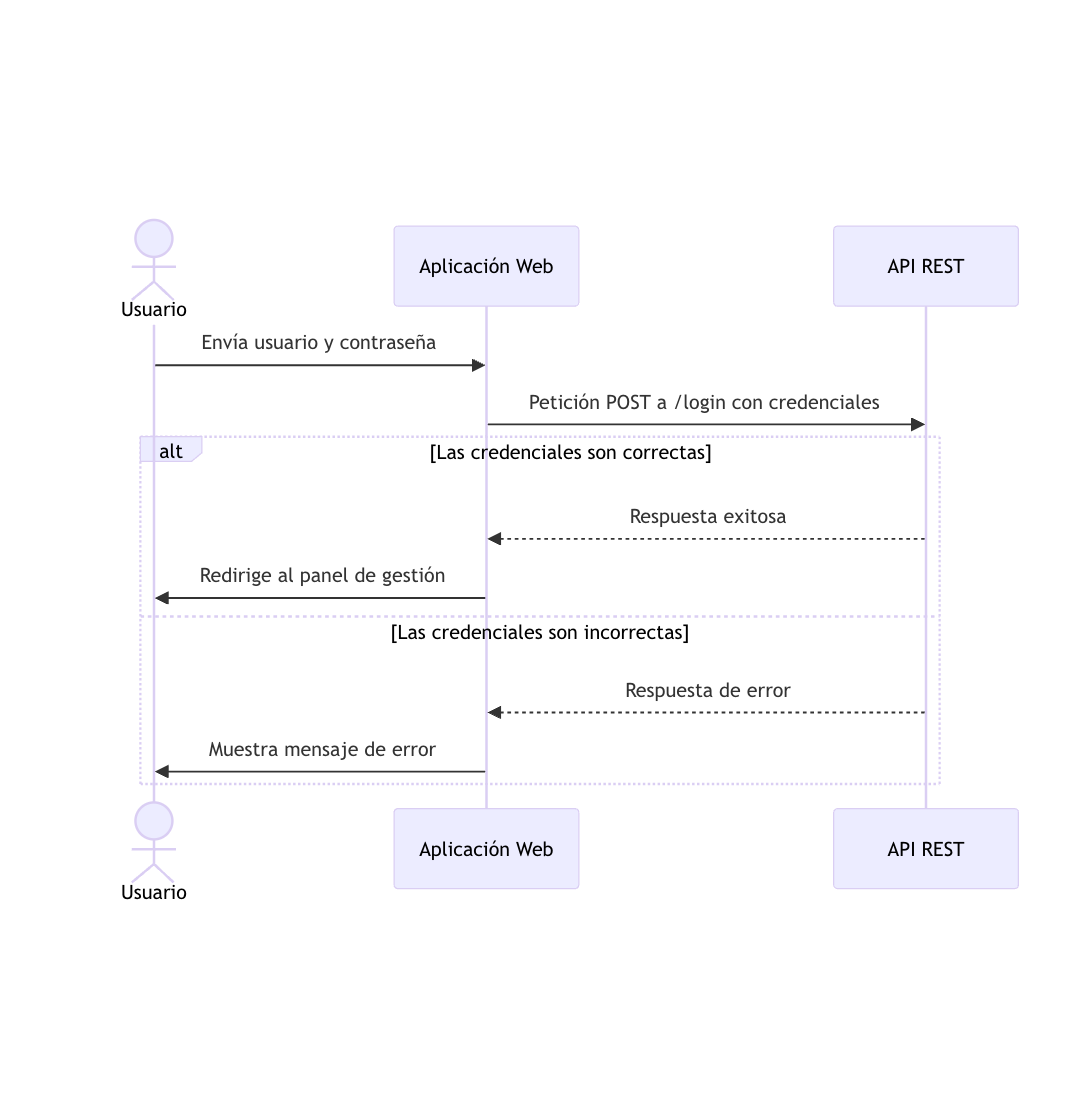 Usuario
Aplicación Web
API REST
Envía usuario y contraseña
Petición POST a /login con credenciales
alt
[Las credenciales son correctas]
Respuesta exitosa
Redirige al panel de gestión
[Las credenciales son incorrectas]
Respuesta de error
Muestra mensaje de error
Usuario
Aplicación Web
API REST